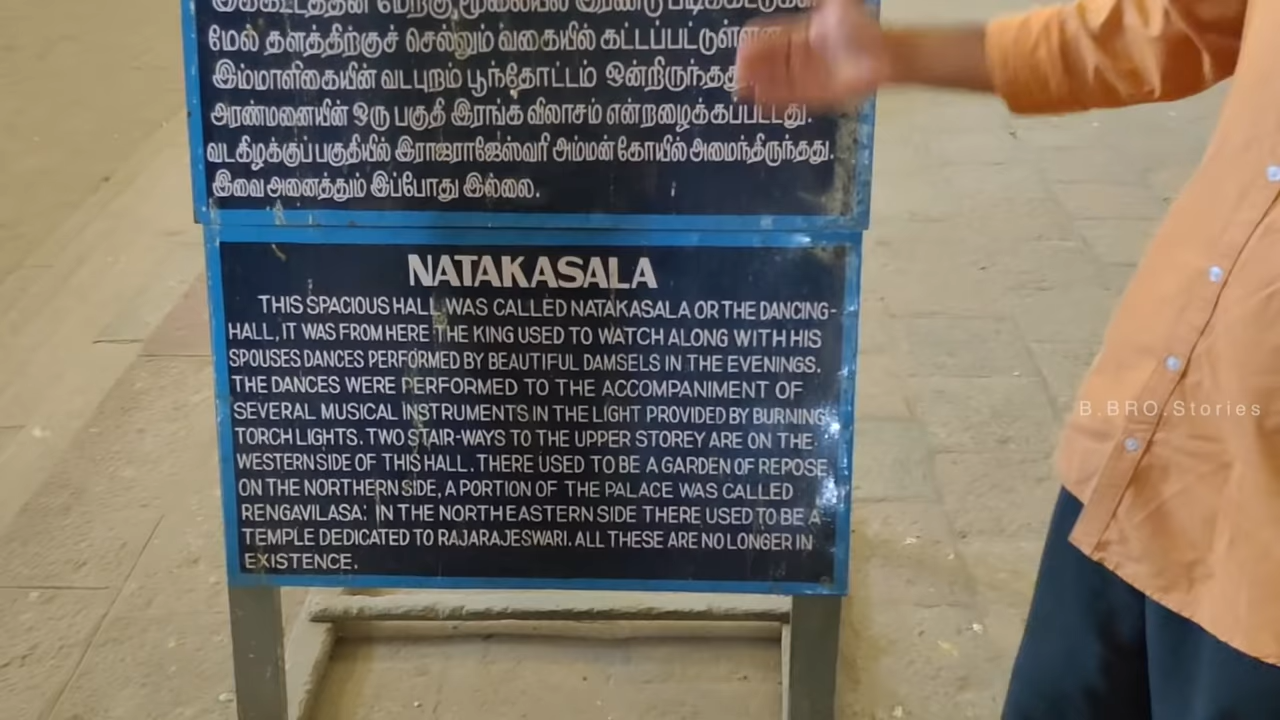 இக்கூடத்தின் மேற்கு மூலையில் இரண்டு படிக்கட்டுகள்
மேல் தளத்திற்குச் செல்லும் வகையில் கட்டப்பட்டுள்ளன
இம்மாளிகையின் வடபுறம் பூந்தோட்டம் ஒன்றிருந்தது
அரண்மனையின் ஒரு பகுதி இரங்க விலாசம் என்றழைக்கப்பட்டது.
வடகிழக்குப் பகுதியில் இராஜராஜேஸ்வரி அம்மன் கோயில் அமைந்திருந்தது.
இவை அனைத்தும் இப்போது இல்லை.
NATAKASALA
THIS SPACIOUS HALL WAS CALLED NATAKASALA OR THE DANCING-
HALL, IT WAS FROM HERE THE KING USED TO WATCH ALONG WITH HIS
SPOUSES DANCES PERFORMED BY BEAUTIFUL DAMSELS IN THE EVENINGS.
THE DANCES WERE PERFORMED TO THE ACCOMPANIMENT OF
SEVERAL MUSICAL INSTRUMENTS IN THE LIGHT PROVIDED BY BURNING
TORCH LIGHTS. TWO STAIR-WAYS TO THE UPPER STOREY ARE ON THE
WESTERN SIDE OF THIS HALL. THERE USED TO BE A GARDEN OF REPOSE
ON THE NORTHERN SIDE, A PORTION OF THE PALACE WAS CALLED
RENGAVILASA: IN THE NORTH EASTERN SIDE THERE USED TO BE A
TEMPLE DEDICATED TO RAJARAJESWARI. ALL THESE ARE NO LONGER IN
EXISTENCE.
B.BRO.Stories